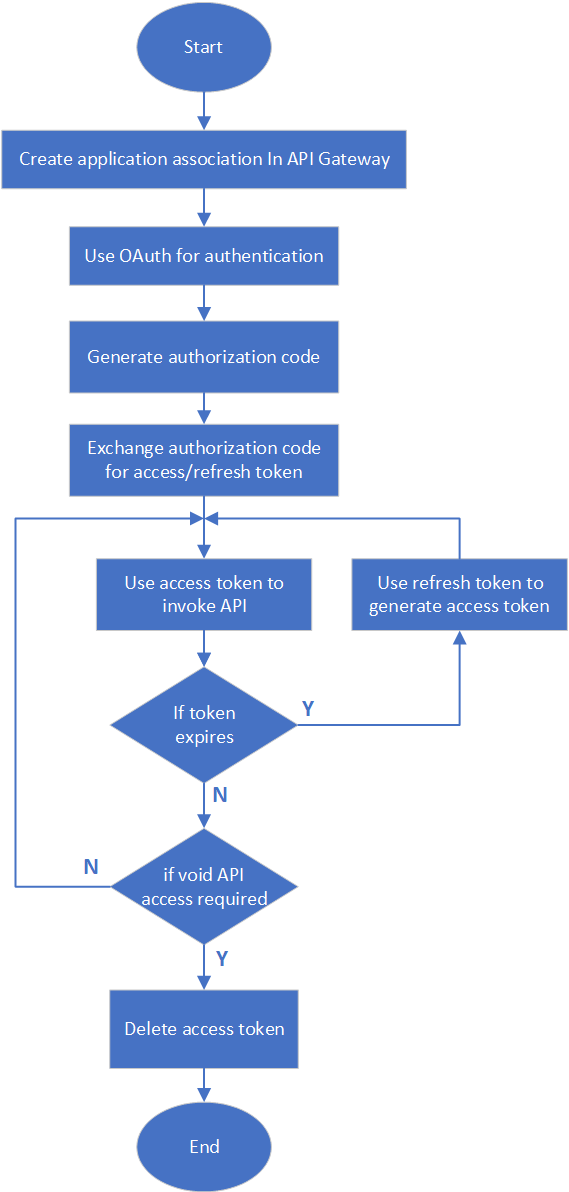 Start
Create application association In API Gateway
Use OAuth for authentication
Generate authorization code
Exchange authorization code
for access/refresh token
Use access token to
invoke API
Use refresh token to
generate access token
If token
expires
Y
N
if void API
access required
N
Y
Delete access token
End